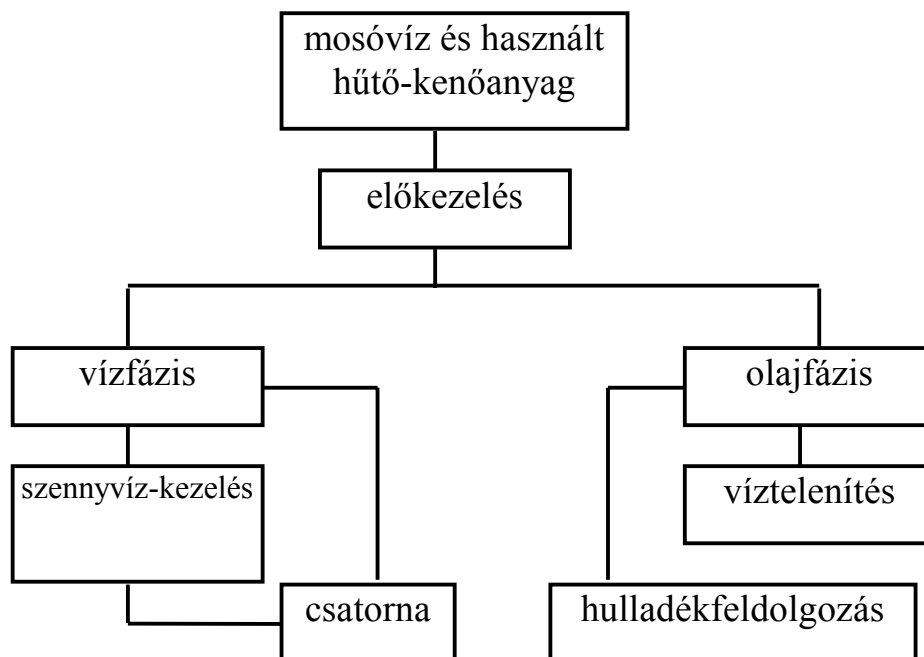 mosóvíz és használt
hűtő-kenőanyag
előkezelés
vízfázis
olajfázis
szennyvíz-kezelés
víztelenítés
csatorna
hulladékfeldolgozás